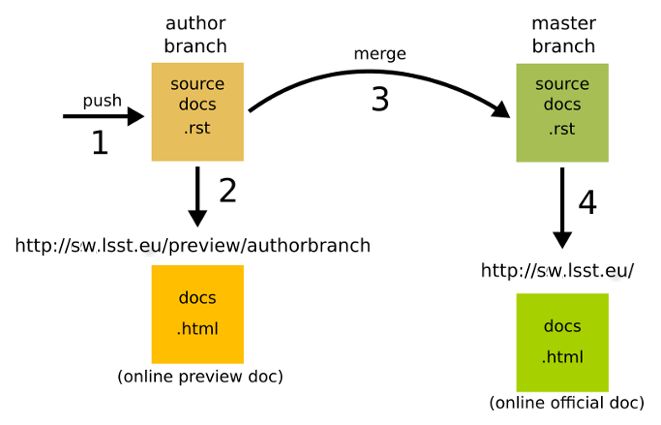 author
branch
master
branch
merge
push
source
docs
.rst
source
docs
.rst
1
3
2
4
http://sw.lsst.eu/preview/authorbranch
http://sw.lsst.eu/
docs
.html
docs
.html
(online preview doc)
(online official doc)